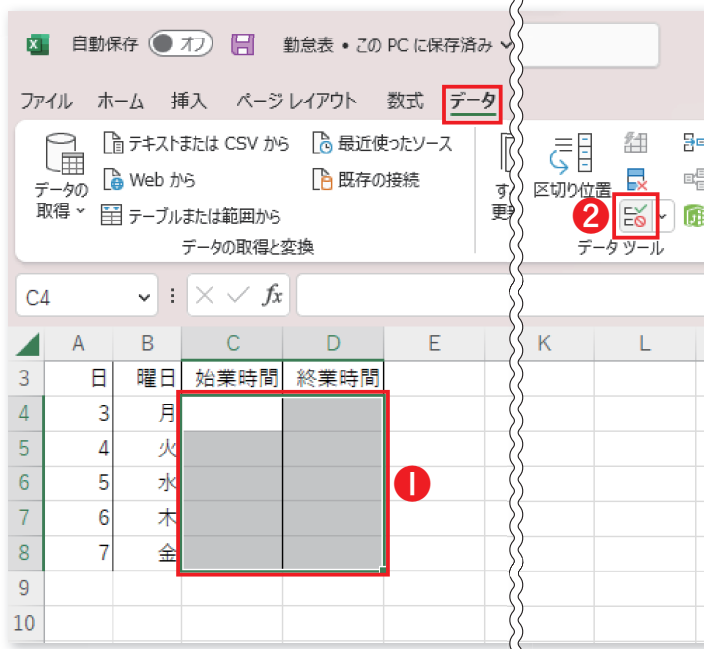 自動保存 オフ 勤怠表 • この PC に保存済み
ファイル ホーム 挿入 ページ レイアウト 数式 データ
テキストまたは CSV から 最近使ったソース
Web から 既存の接続
テーブルまたは範囲から
データの
取得
データの取得と変換
区切り位置
❷
データ ツール
C4 fx
A B C D E K L
3 日 曜日 始業時間 終業時間
4 3 月
5 4 火
6 5 水 ❶
7 6 木
8 7 金
9
10